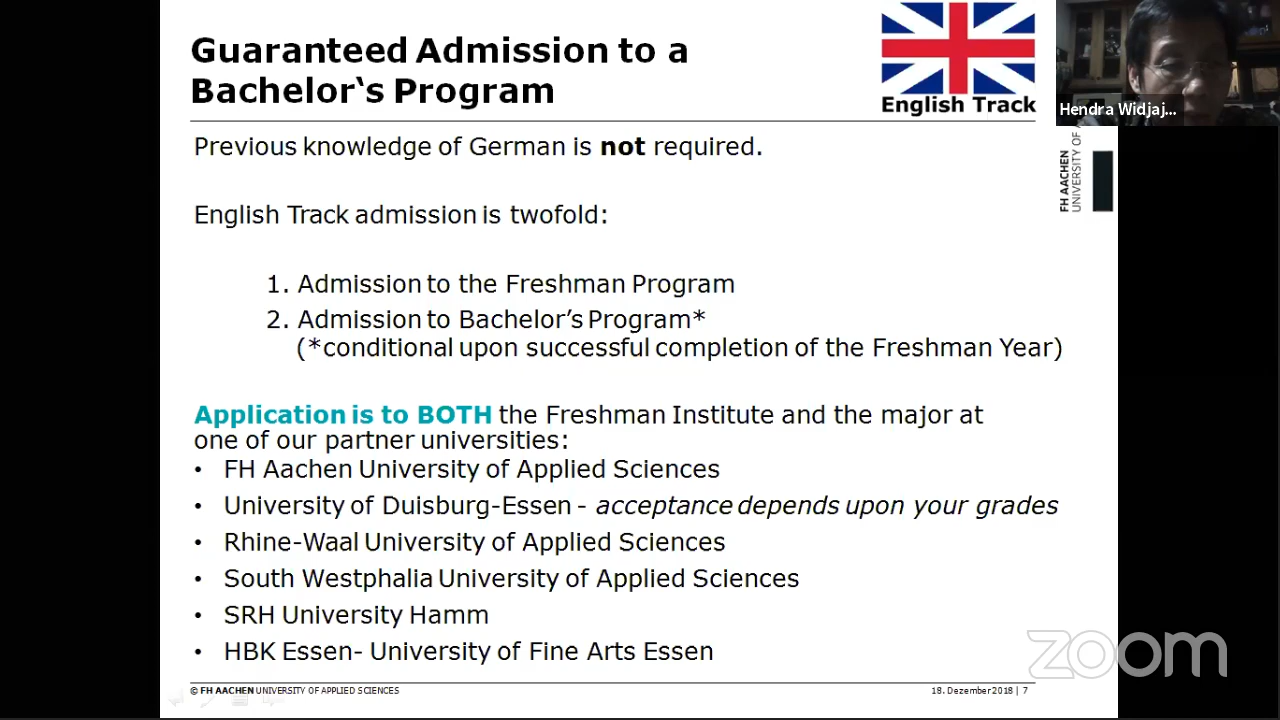 Guaranteed Admission to a
Bachelor‘s Program
English Track
Hendra Widjaj...
Previous knowledge of German is not required.
FH AACHEN
UNIVERSITY OF
English Track admission is twofold:
1. Admission to the Freshman Program
2. Admission to Bachelor’s Program*
(*conditional upon successful completion of the Freshman Year)
Application is to BOTH the Freshman Institute and the major at
one of our partner universities:
• FH Aachen University of Applied Sciences
• University of Duisburg-Essen - acceptance depends upon your grades
• Rhine-Waal University of Applied Sciences
• South Westphalia University of Applied Sciences
• SRH University Hamm
• HBK Essen- University of Fine Arts Essen
zoom
© FH AACHEN UNIVERSITY OF APPLIED SCIENCES
18. Dezember 2018 | 7